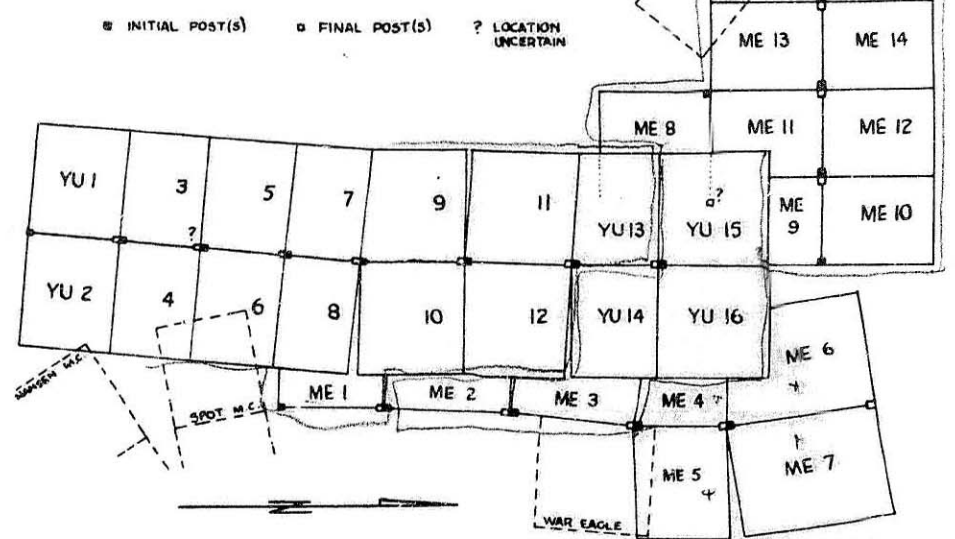 INITIAL POST(S) FINAL POST(S) ? LOCATION
UNCERTAIN
ME 13 ME 14
ME 8 ME 11 ME 12
YU 1 3 5 7 9 11 YU 13 ? YU 15 ME
9 ME 10
?
?
YU 2 4 6 8 10 12 YU 14 YU 16
ME 6
ME 1 ME 2 ME 3 ME 4 ?
SPOT M.C.
ME 5 ME 7
WAR EAGLE
N